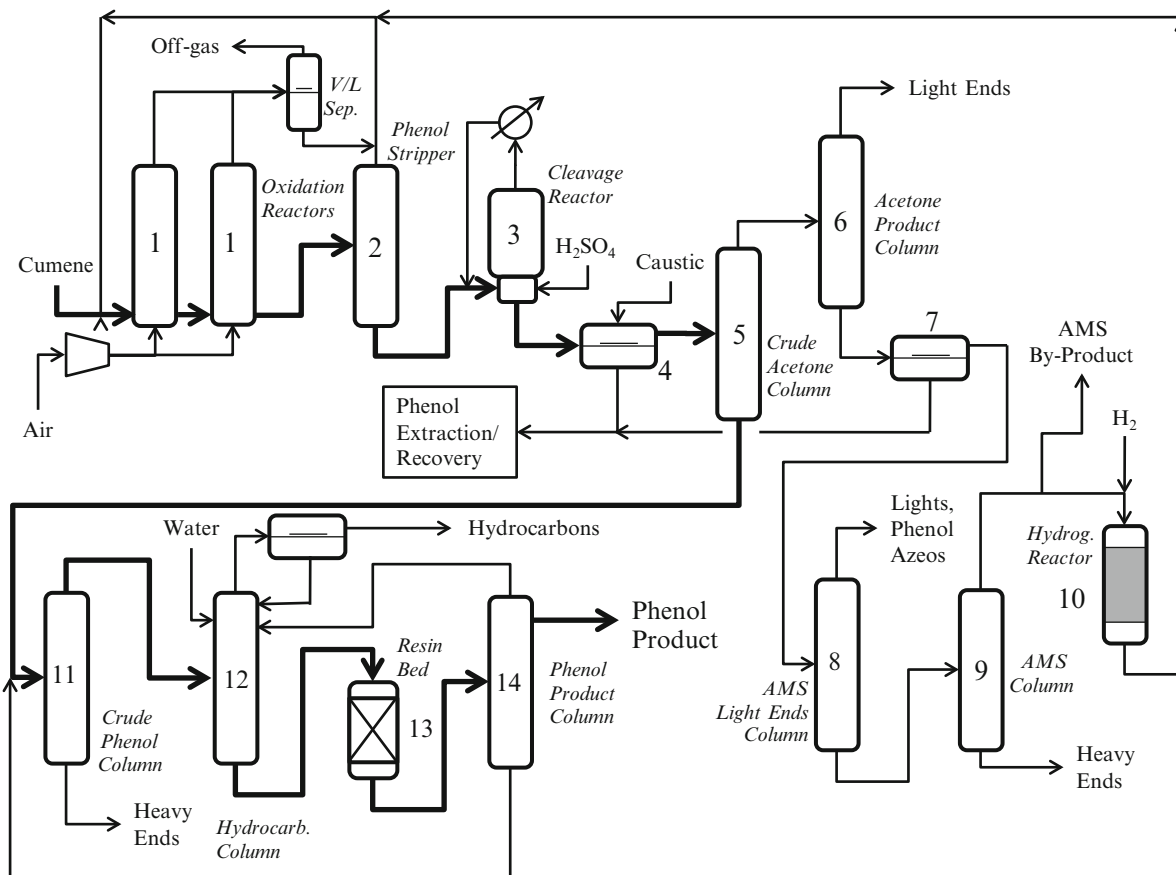 Off-gas
V/L
Sep.
Phenol
Stripper
Cleavage
Reactor
Light Ends
Oxidation
Reactors
Acetone
Product
Column
1
1
2
3
6
H₂SO₄
Cumene
Caustic
Air
4
5
Crude
Acetone
Column
7
AMS
By-Product
H₂
Phenol
Extraction/
Recovery
Water
Hydrocarbons
Lights,
Phenol
Azeos
Hydrog.
Reactor
10
Phenol
Product
Resin
Bed
11
12
13
14
8
9
Crude
Phenol
Column
Phenol
Product
Column
AMS
Light Ends
Column
AMS
Column
Heavy
Ends
Hydrocarb.
Column
Heavy
Ends